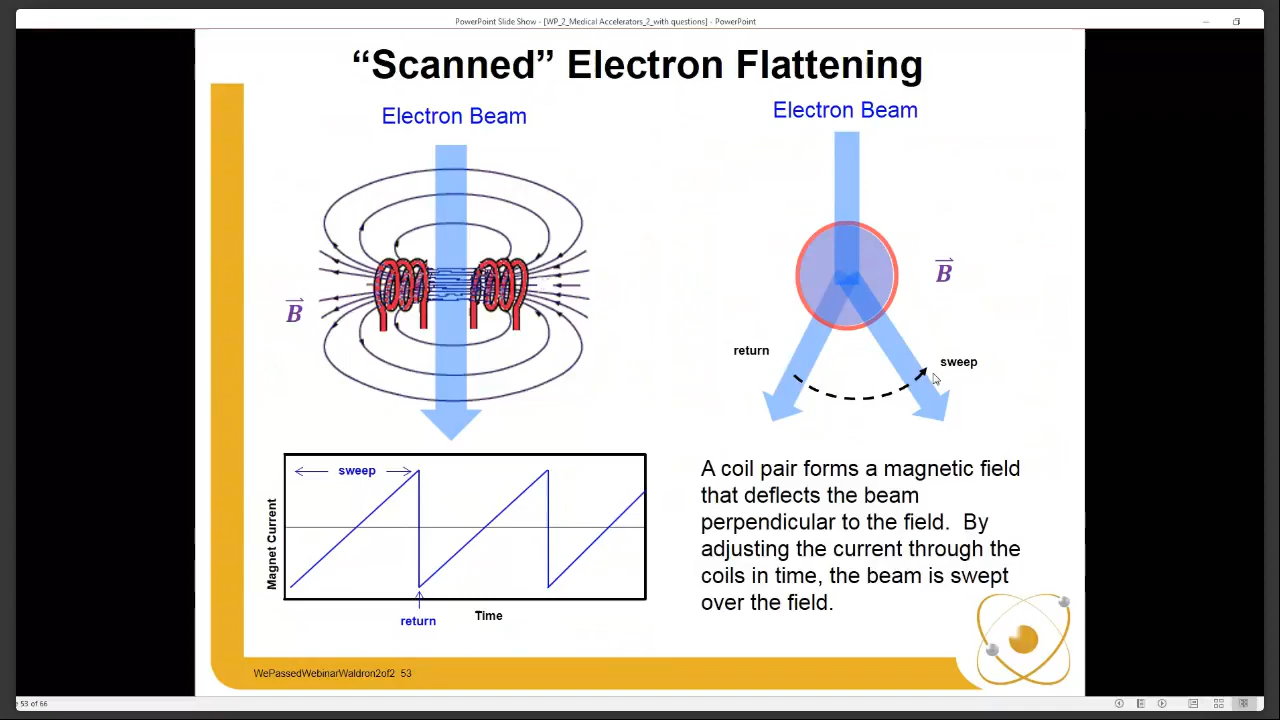 PowerPoint Slide Show - [WP_2_Medical Accelerators_2_with questions] - PowerPoint
“Scanned” Electron Flattening
Electron Beam
B
sweep
Magnet Current
return
Time
Electron Beam
B
return
sweep
A coil pair forms a magnetic field
that deflects the beam
perpendicular to the field. By
adjusting the current through the
coils in time, the beam is swept
over the field.
WePassedWebinarWaldron2of2 53
53 of 66